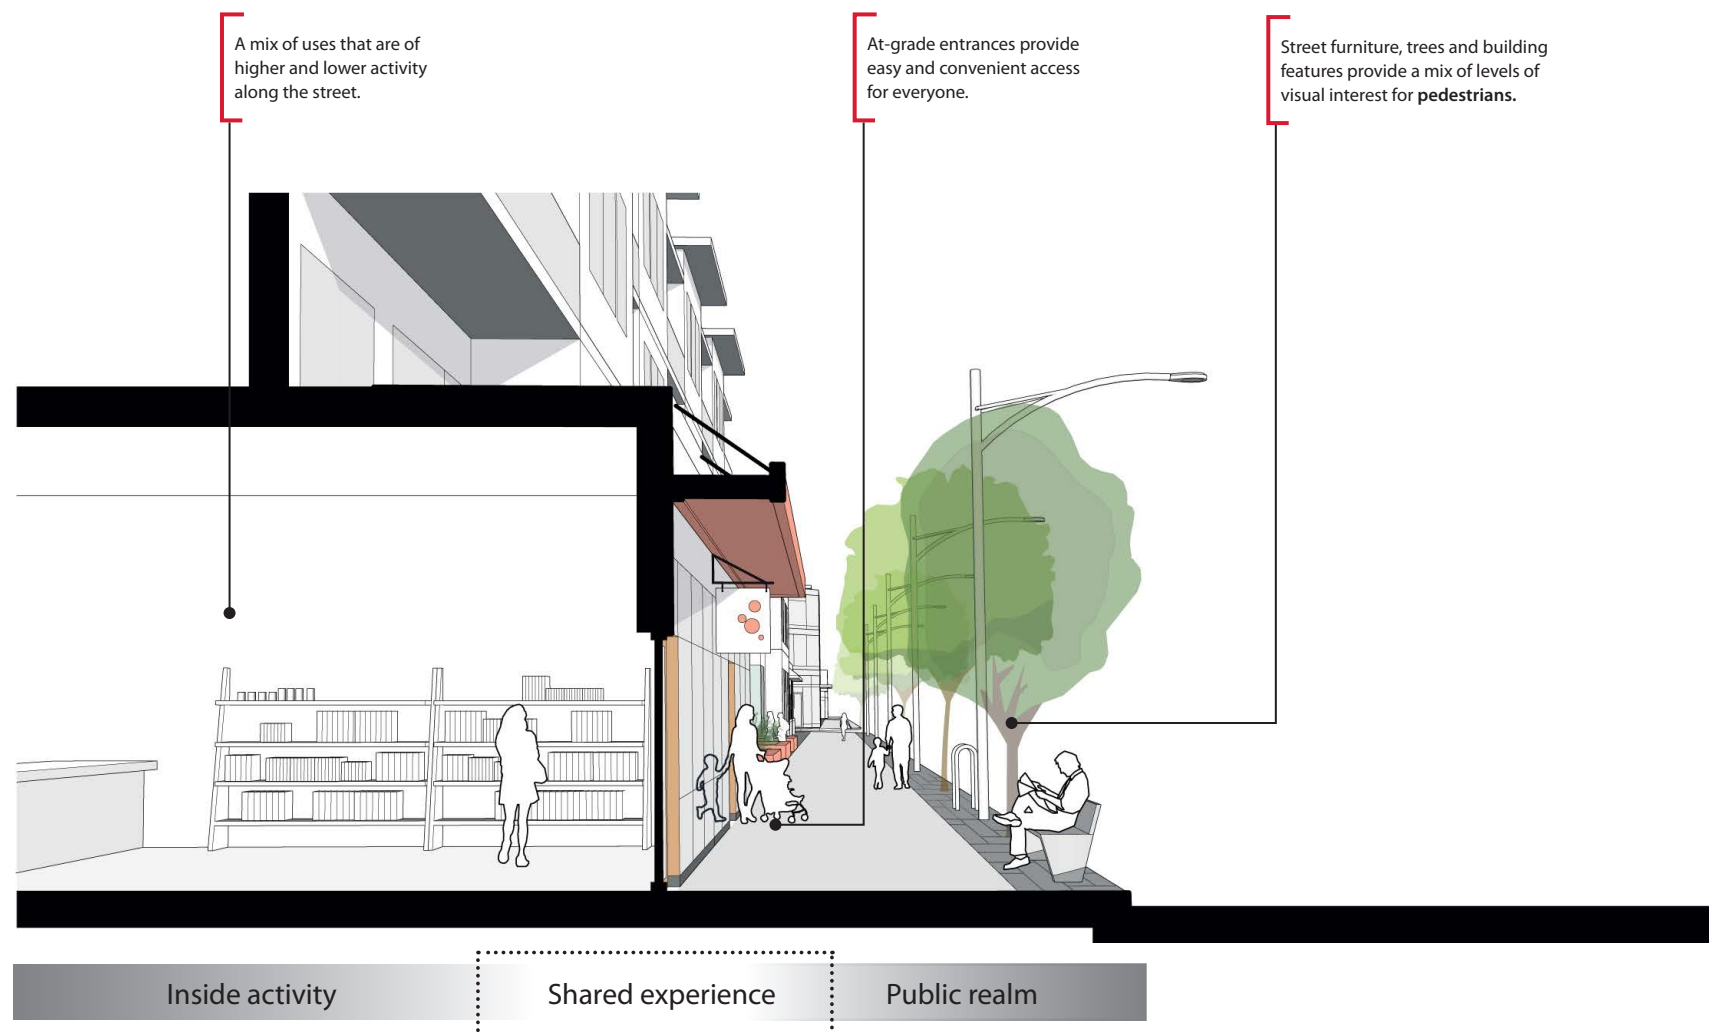 A mix of uses that are of
higher and lower activity
along the street.
At-grade entrances provide
easy and convenient access
for everyone.
Street furniture, trees and building
features provide a mix of levels of
visual interest for pedestrians.
Inside activity
Shared experience
Public realm